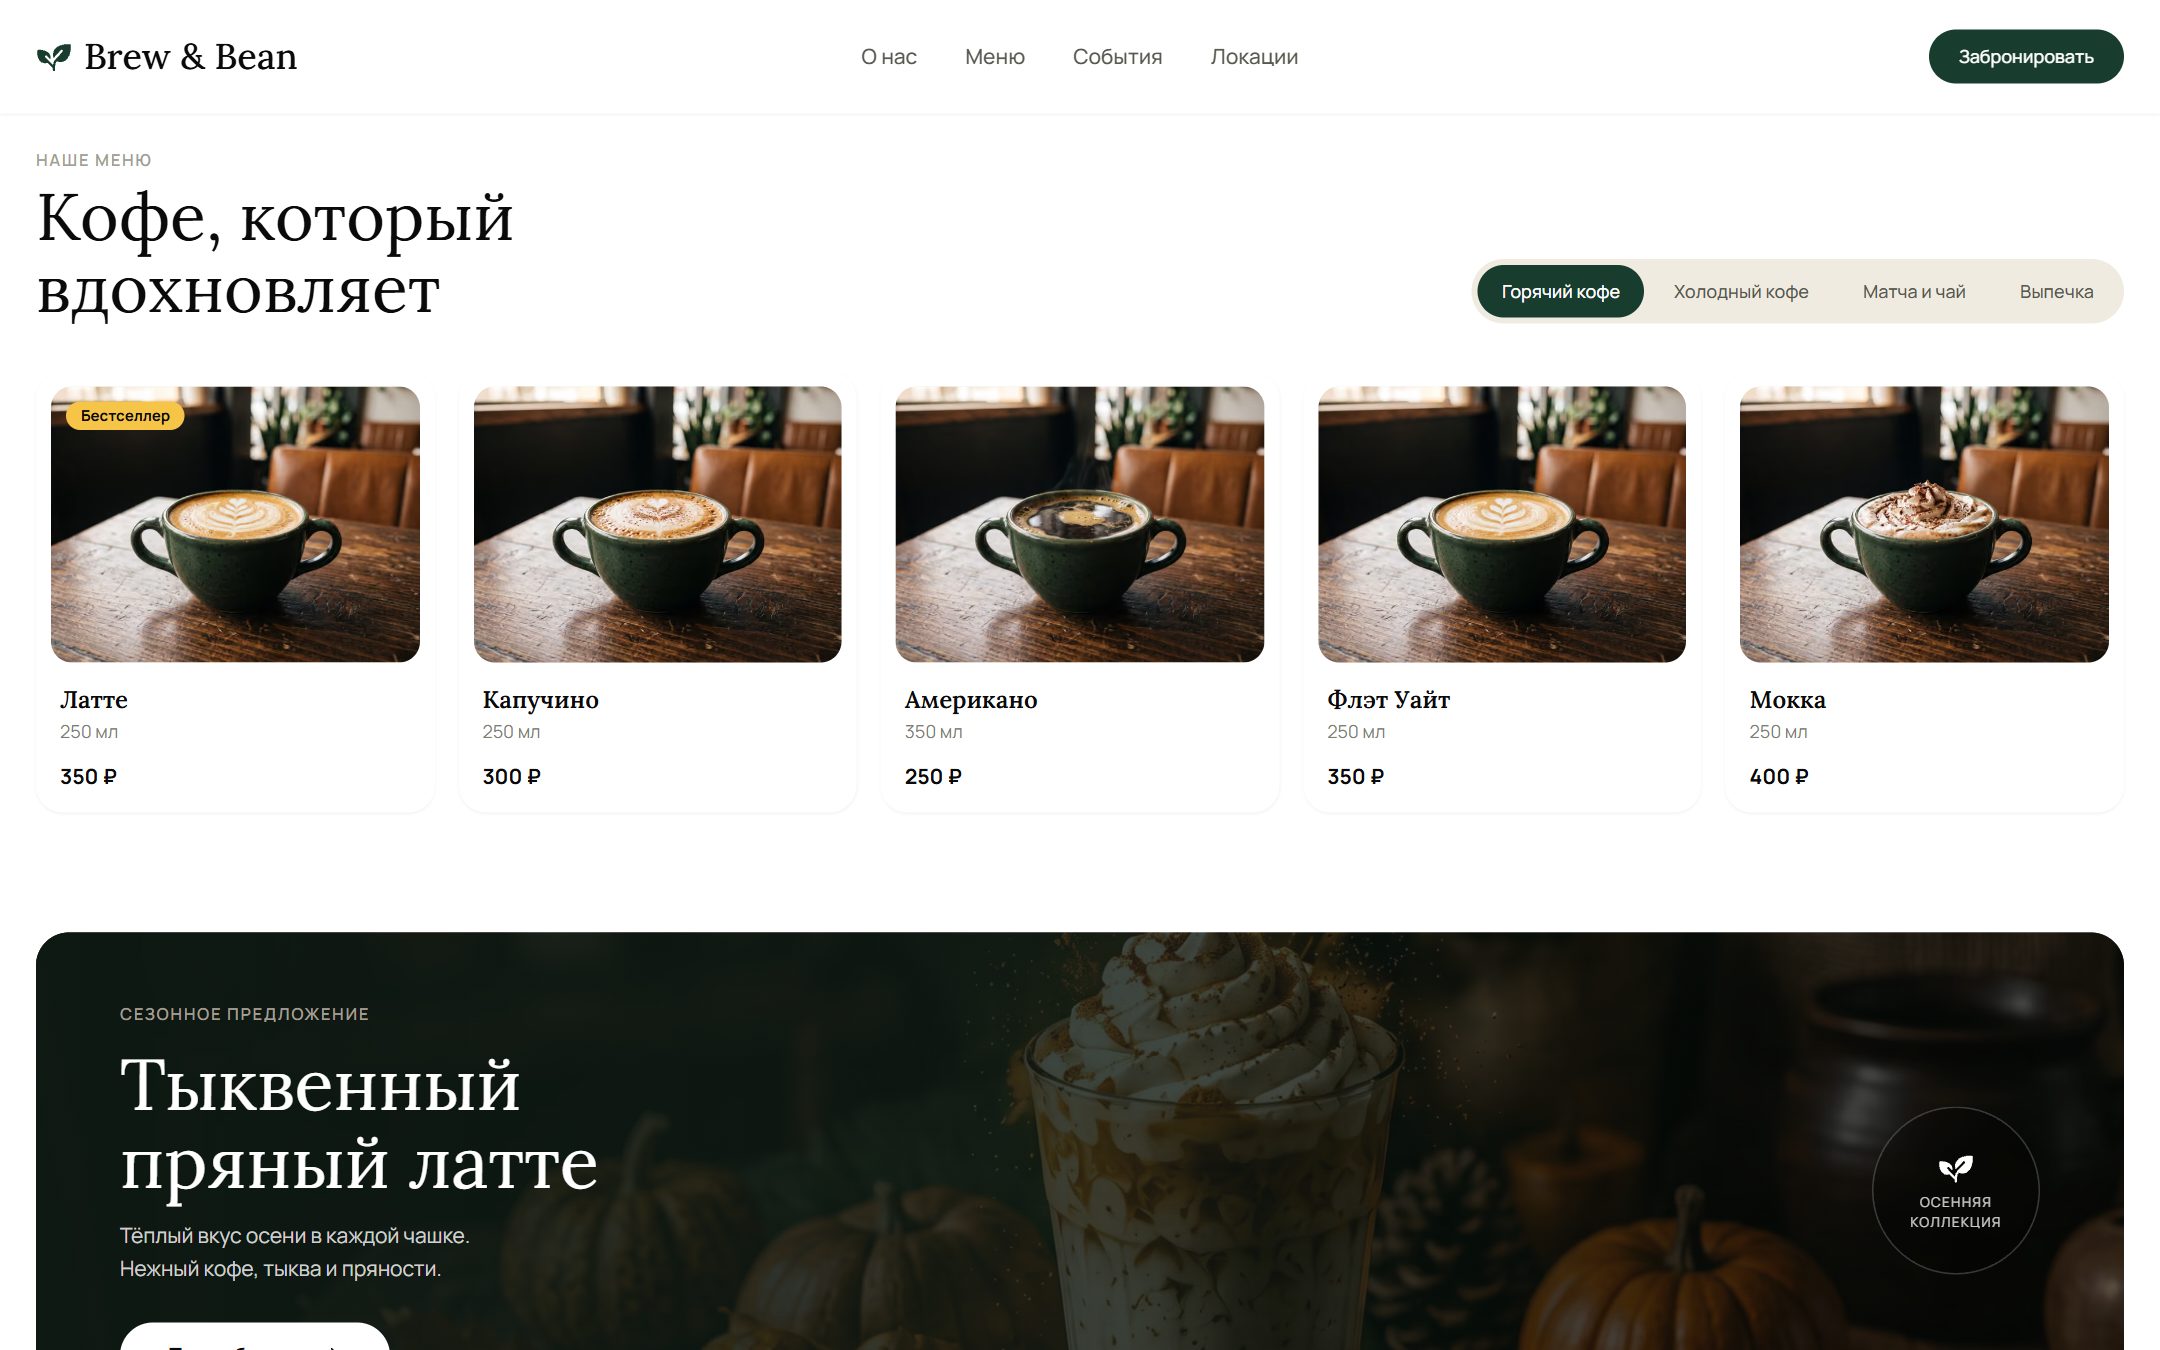 Brew & Bean
О нас
Меню
События
Локации
Забронировать
НАШЕ МЕНЮ
Кофе, который
вдохновляет
Горячий кофе
Холодный кофе
Матча и чай
Выпечка
Бестселлер
Латте
250 мл
350 ₽
Капучино
250 мл
300 ₽
Американо
350 мл
250 ₽
Флэт Уайт
250 мл
350 ₽
Мокка
250 мл
400 ₽
СЕЗОННОЕ ПРЕДЛОЖЕНИЕ
Тыквенный
пряный латте
Тёплый вкус осени в каждой чашке.
Нежный кофе, тыква и пряности.
ОСЕННЯЯ
КОЛЛЕКЦИЯ